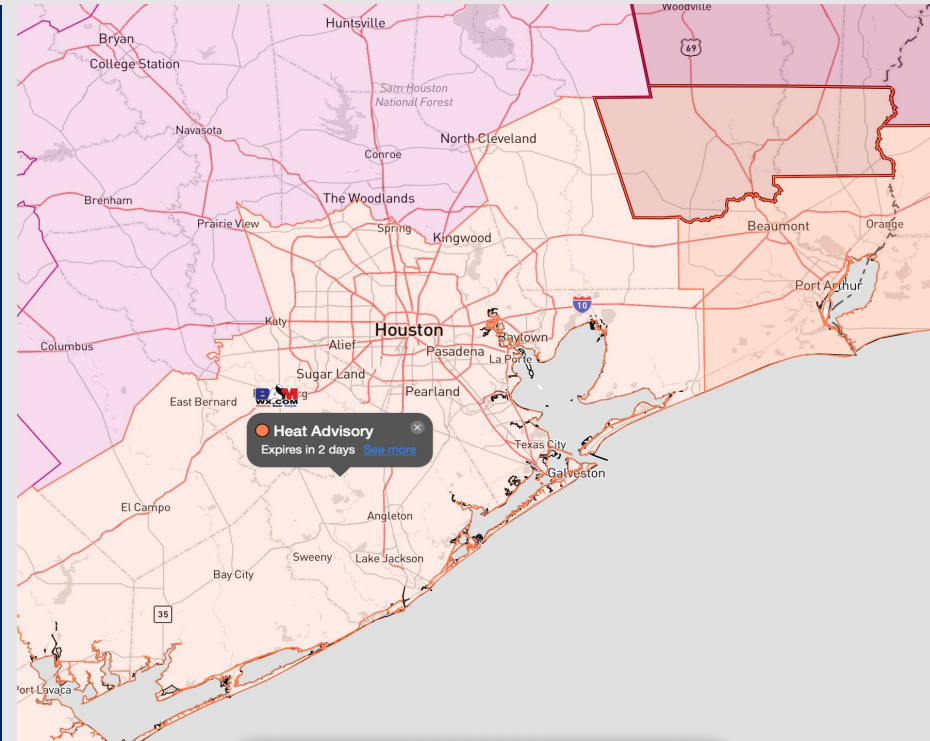 Woodville
Huntsville
Bryan
69
College Station
Sam Houston
National Forest
Navasota
North Cleveland
Conroe
Brenham
The Woodlands
Prairie View
Spring
Beaumont
Orange
Kingwood
Port Arthur
10
Katy
Houston
Baytown
Columbus
Alief
Pasadena
La Porte
Sugar Land
Pearland
BAM
WX.COM
East Bernard
Heat Advisory
Expires in 2 days See more
Texas City
Galveston
El Campo
Angleton
Sweeny
Lake Jackson
Bay City
35
Port Lavaca